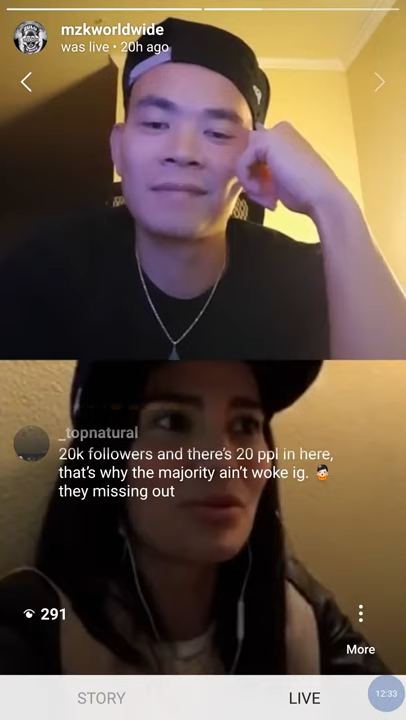 mzkworldwide
was live • 20h ago
_topnatural
20k followers and there's 20 ppl in here,
that's why the majority ain't woke ig. 🤷🏻‍♂️
they missing out
291
More
STORY
LIVE
12:33